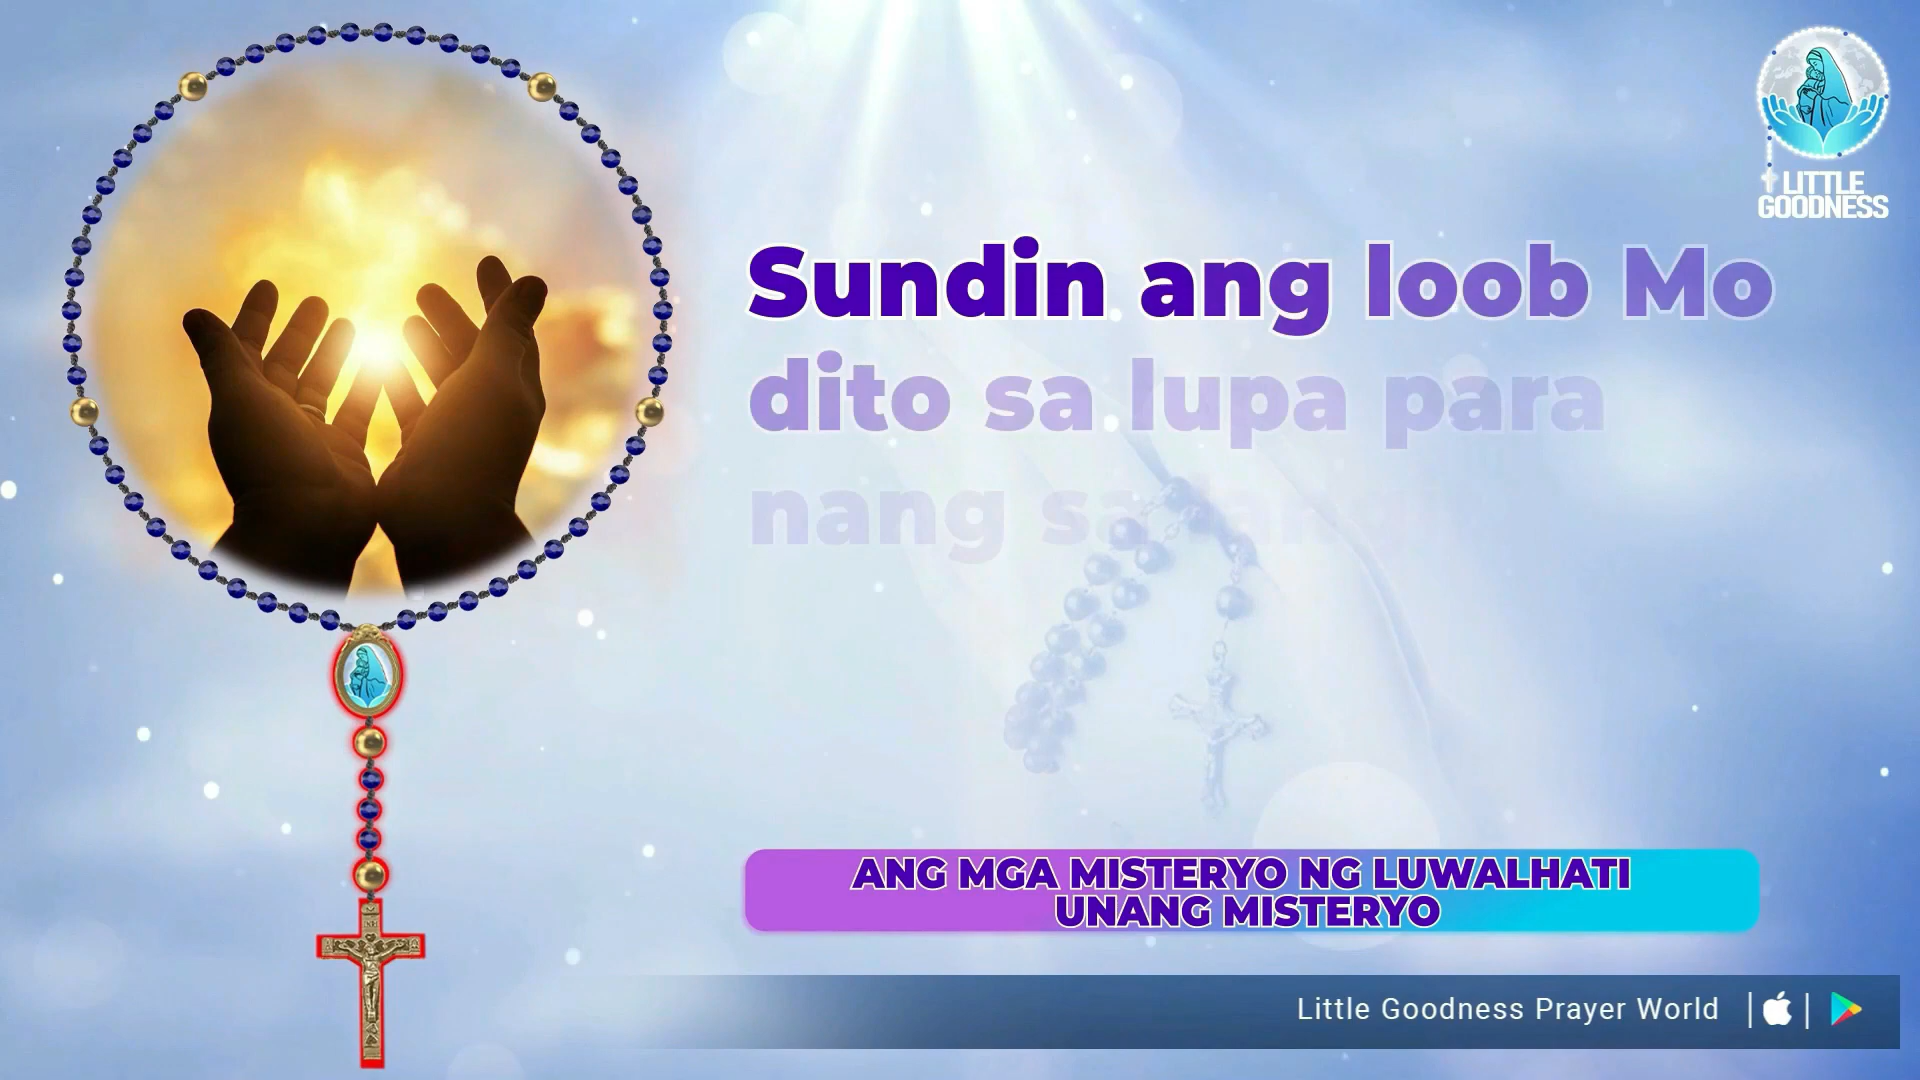 LITTLE
GOODNESS
Sundin ang loob Mo
dito sa lupa para
nang sa
ANG MGA MISTERYO NG LUWALHATI
UNANG MISTERYO
Little Goodness Prayer World